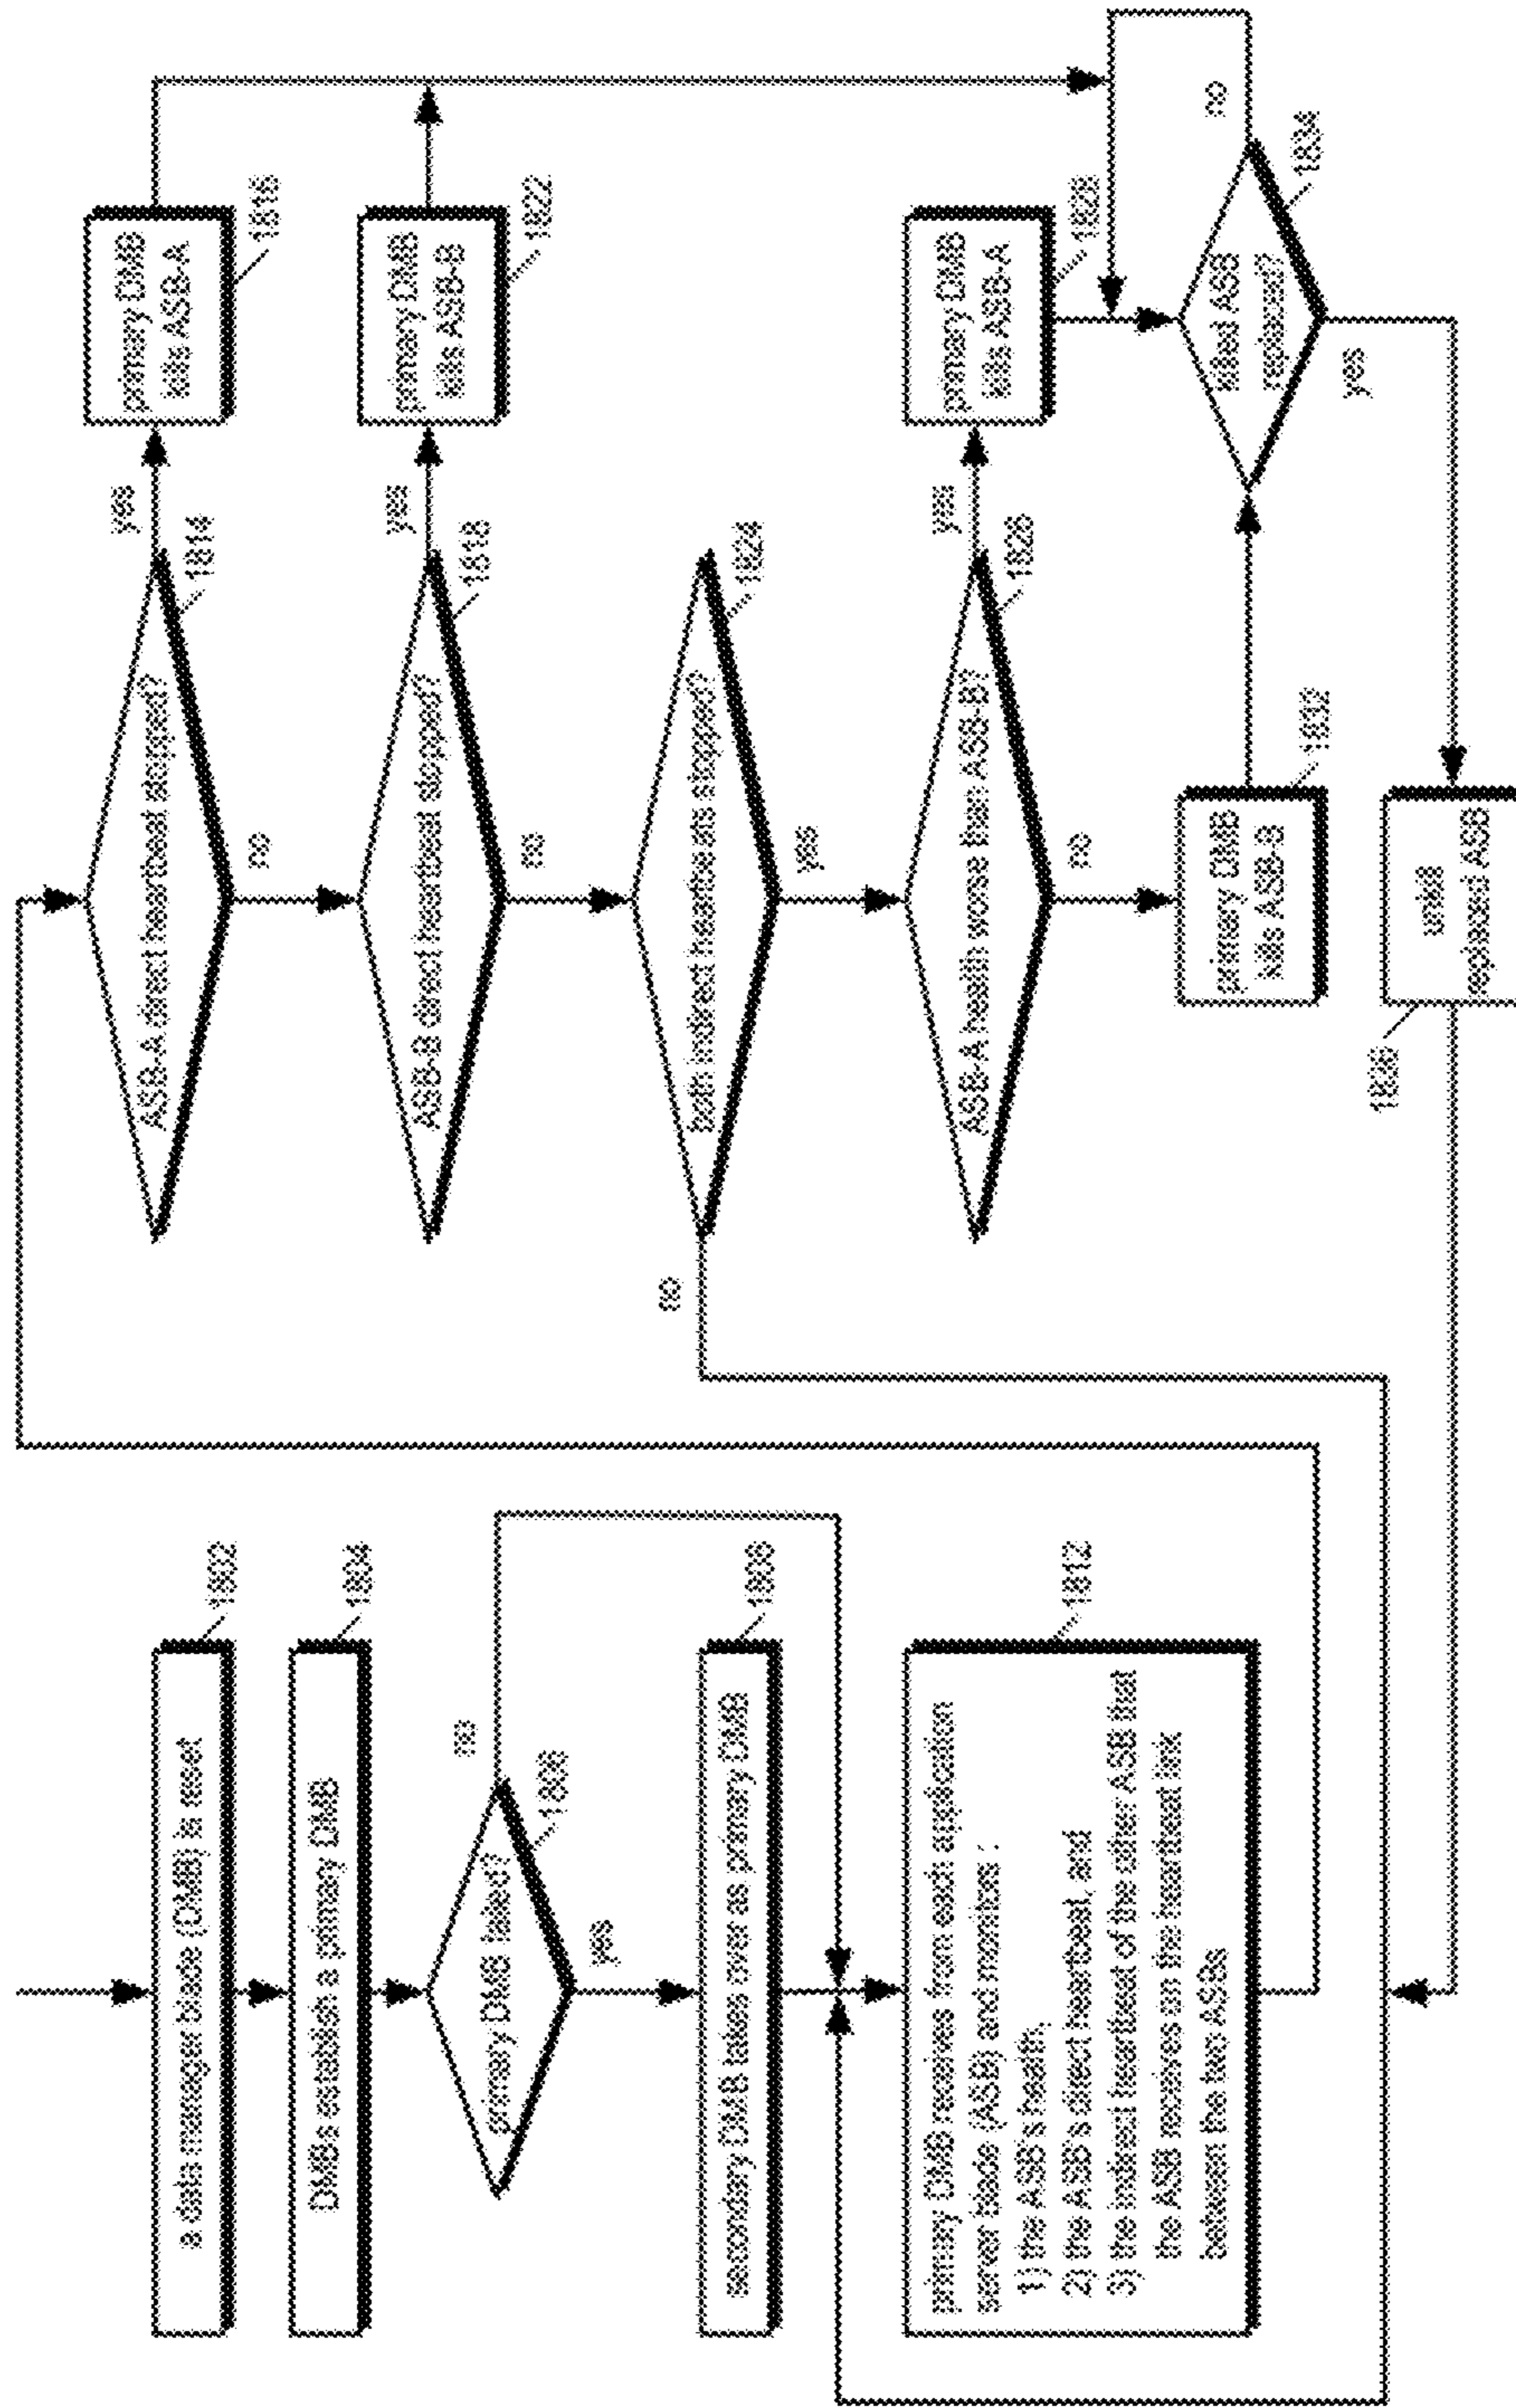 a data manager blade (DMB) is reset
1802
DMBs establish a primary DMB
1804
primary DMB failed?
1806
no
yes
secondary DMB takes over as primary DMB
1808
primary DMB receives from each application
server blade (ASB) and monitors :
1) the ASB's health,
2) the ASB's direct heartbeat, and
3) the indirect heartbeat of the other ASB that
the ASB receives on the heartbeat link
between the two ASBs
1812
ASB-A direct heartbeat stopped?
1814
yes
no
primary DMB
kills ASB-A
1816
ASB-B direct heartbeat stopped?
1818
yes
no
primary DMB
kills ASB-B
1822
both indirect heartbeats stopped?
1824
no
yes
ASB-A health worse than ASB-B?
1826
yes
no
primary DMB
kills ASB-A
1828
primary DMB
kills ASB-B
1832
killed ASB
replaced?
1834
no
yes
unkill
replaced ASB
1836